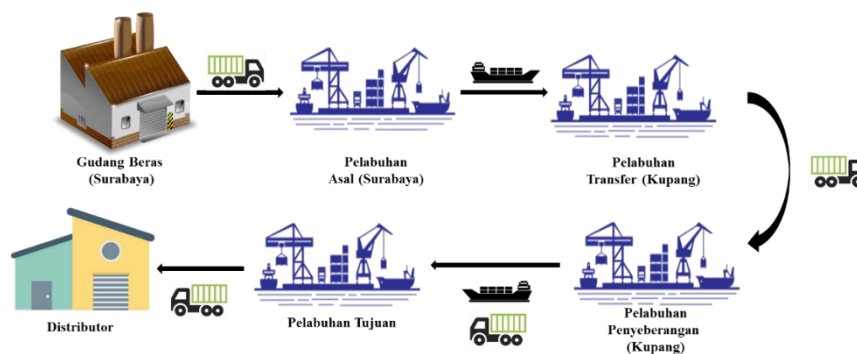 Gudang Beras
(Surabaya)
Pelabuhan
Asal (Surabaya)
Pelabuhan
Transfer (Kupang)
Distributor
Pelabuhan Tujuan
Pelabuhan
Penyeberangan
(Kupang)